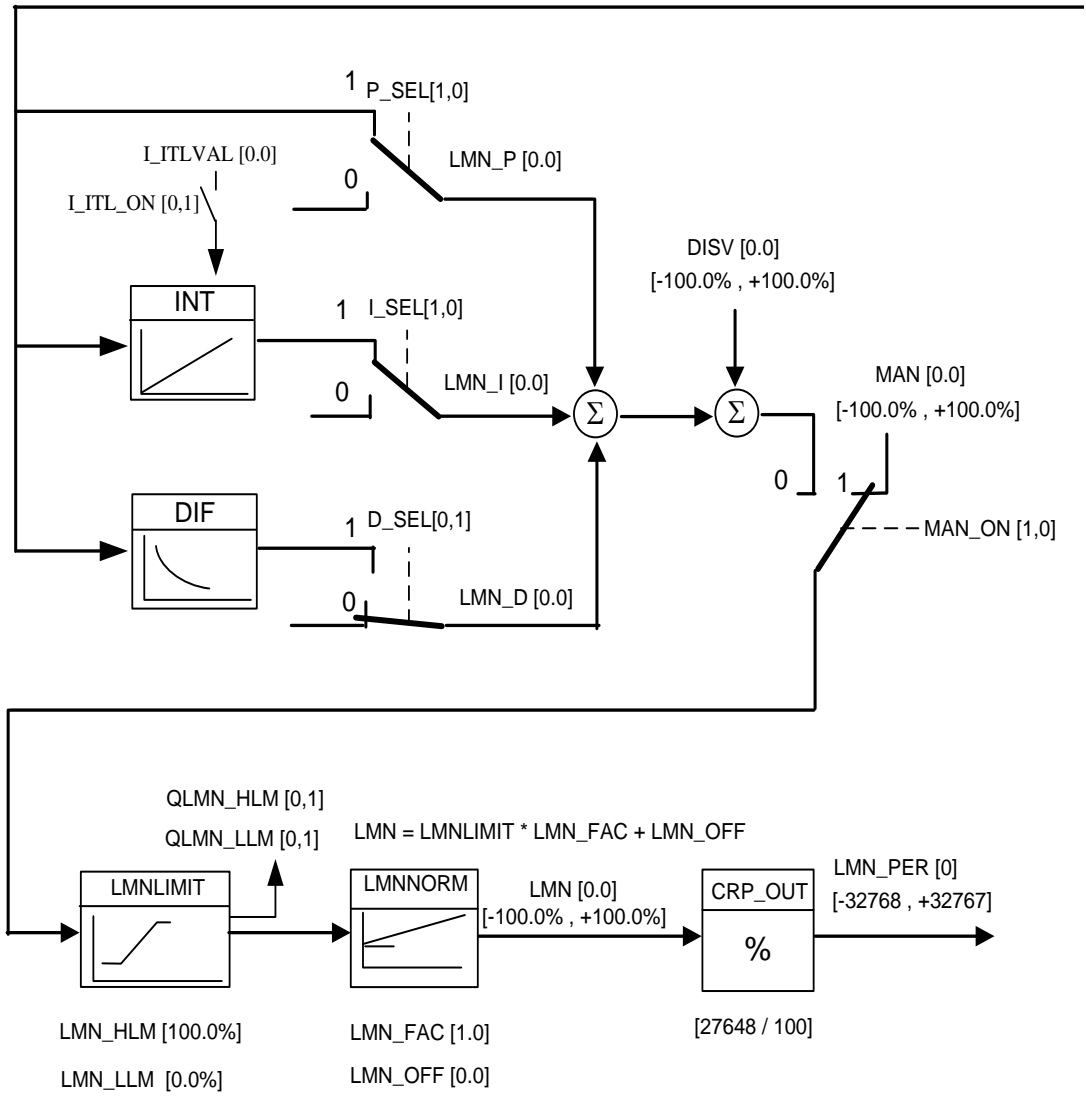 1
P_SEL[1,0]
I_ITLVAL [0.0]
LMN_P [0.0]
0
I_ITL_ON [0,1]
DISV [0.0]
[-100.0% , +100.0%]
INT
1
I_SEL[1,0]
LMN_I [0.0]
0
Σ
Σ
MAN [0.0]
[-100.0% , +100.0%]
0
1
DIF
1
D_SEL[0,1]
MAN_ON [1,0]
0
LMN_D [0.0]
QLMN_HLM [0,1]
QLMN_LLM [0,1]
LMN = LMNLIMIT * LMN_FAC + LMN_OFF
LMNLIMIT
LMNNORM
LMN [0.0]
[-100.0% , +100.0%]
CRP_OUT
%
LMN_PER [0]
[-32768 , +32767]
LMN_HLM [100.0%]
LMN_LLM [0.0%]
LMN_FAC [1.0]
LMN_OFF [0.0]
[27648 / 100]